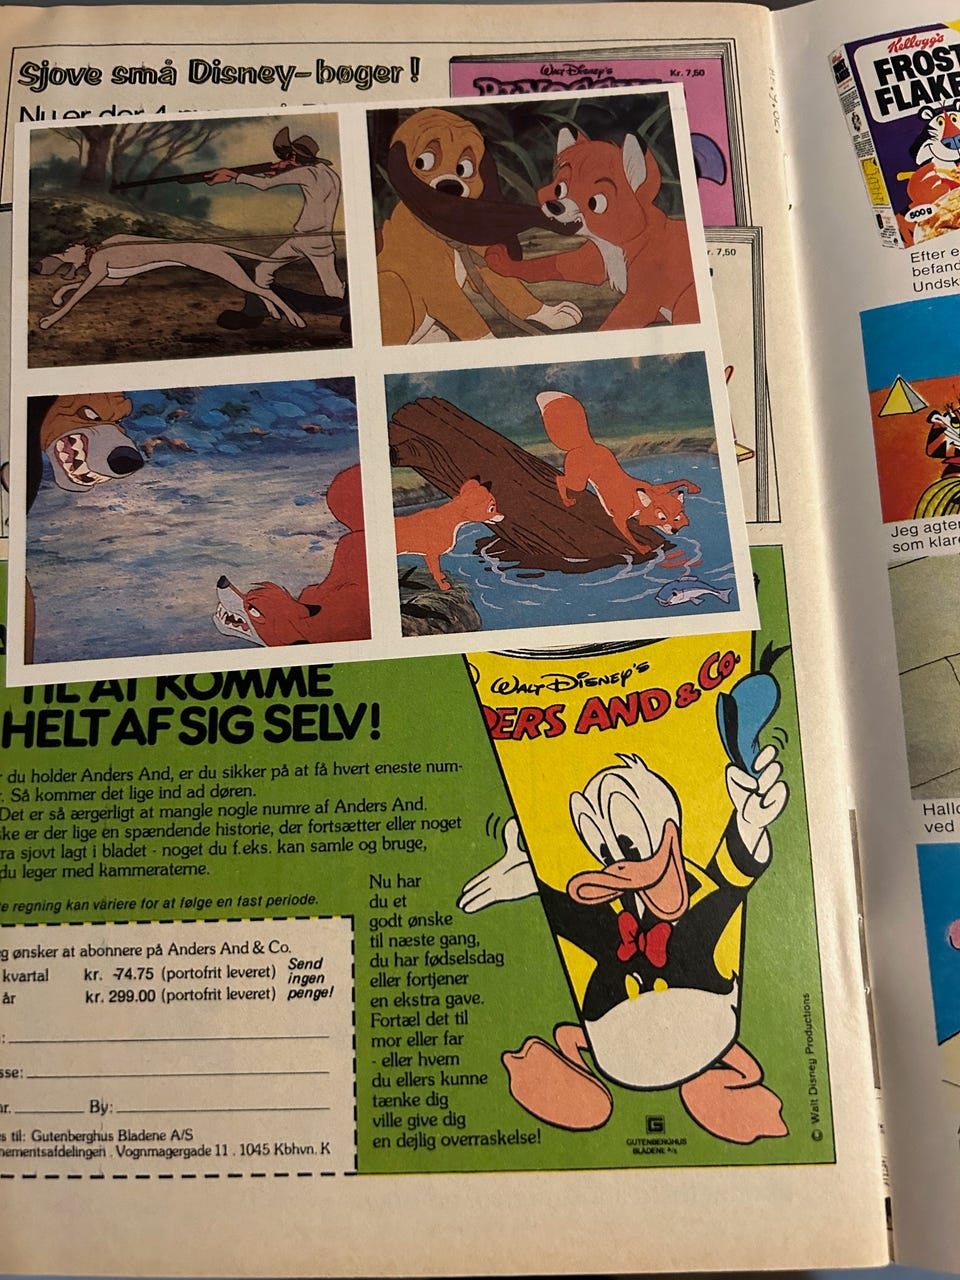 Sjove små Disney-bøger!
Nu er der 4
Walt Disney's
Kr. 7,50
7,50
TIL AT KOMME
HELT AF SIG SELV!
du holder Anders And, er du sikker på at få hvert eneste num-
Så kommer det lige ind ad døren.
Det er så ærgerligt at mangle nogle numre af Anders And.
ke er der lige en spændende historie, der fortsætter eller noget
ra sjovt lagt i bladet - noget du f.eks. kan samle og bruge,
du leger med kammeraterne.
te regning kan variere for at følge en fast periode.
g ønsker at abonnere på Anders And & Co.
kvartal kr. 74.75 (portofrit leveret)
år kr. 299.00 (portofrit leveret)
Send
ingen
penge!
sse:
nr. By:
s til: Gutenberghus Bladene A/S
nementsafdelingen . Vognmagergade 11 . 1045 Kbhvn. K
Nu har
du et
godt ønske
til næste gang,
du har fødselsdag
eller fortjener
en ekstra gave.
Fortæl det til
mor eller far
- eller hvem
du ellers kunne
tænke dig
ville give dig
en dejlig overraskelse!
WALT DISNEY'S
DERS AND & Co.
G
GUTENBERGHUS
BLADENE A/S
© Walt Disney Productions
Kellogg's
FROST
FLAKE
500 g
Efter e
befand
Undsk
Jeg agter
som klare
Hallo
ved